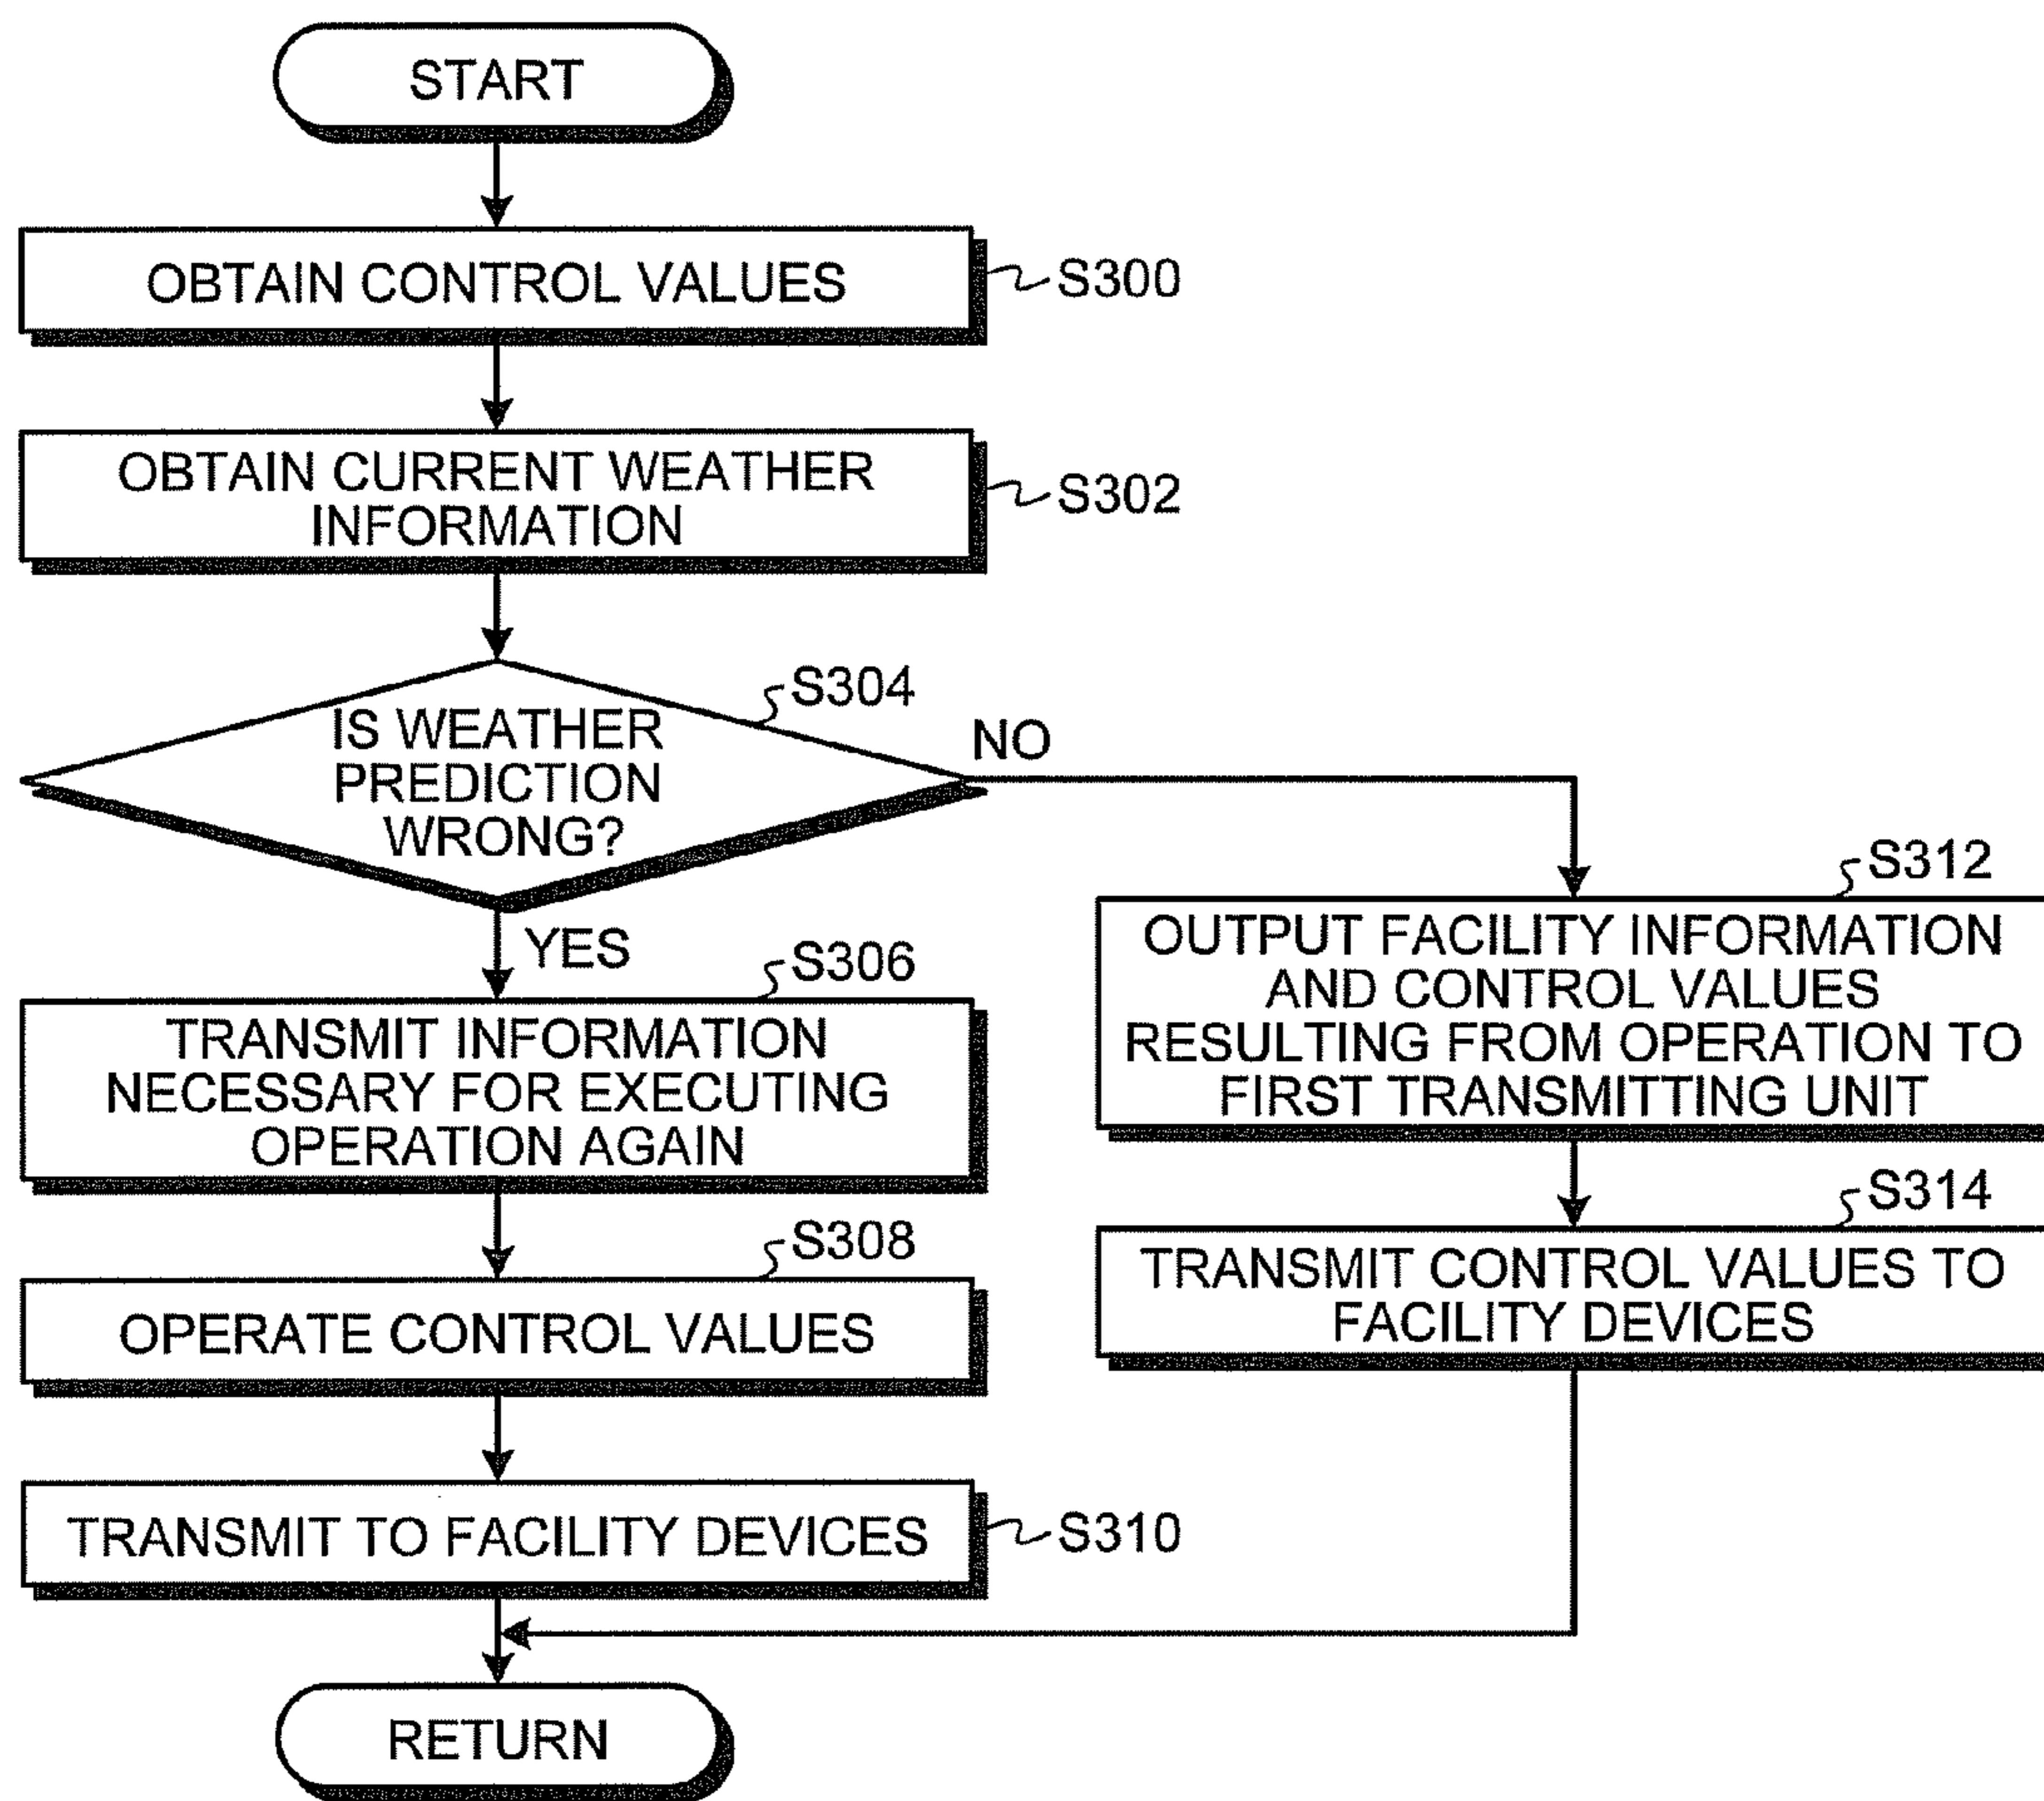 START
OBTAIN CONTROL VALUES
S300
OBTAIN CURRENT WEATHER
INFORMATION
S302
S304
IS WEATHER
PREDICTION
WRONG?
NO
YES
S306
TRANSMIT INFORMATION
NECESSARY FOR EXECUTING
OPERATION AGAIN
S308
OPERATE CONTROL VALUES
TRANSMIT TO FACILITY DEVICES
S310
S312
OUTPUT FACILITY INFORMATION
AND CONTROL VALUES
RESULTING FROM OPERATION TO
FIRST TRANSMITTING UNIT
S314
TRANSMIT CONTROL VALUES TO
FACILITY DEVICES
RETURN